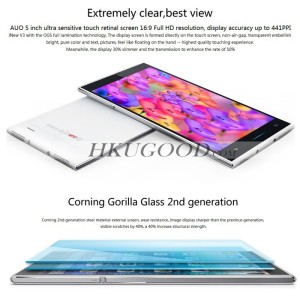 Extremely clear,best view
AUO 5 inch ultra sensitive touch retinal screen 16:9 Full HD resolution, display accuracy up to 441PPI
INew V3 with the OGS full lamination technology, The display screen is formed directly on the touch screen, non-air-gap, transparent embellish
bright, pure color and text, pictures, feel like floating on the hand -- highest quality touching experience.
Meanwhile, the display 30% slimmer and the transmission to enhance the rate of 50%
HKUGOOD.COM
Corning Gorilla Glass 2nd generation
Corning 2nd generation steel material external screen, wear resistance, Image display sharper than the previous generation,
visible scratches by 40%, a 40% increase structural strength.